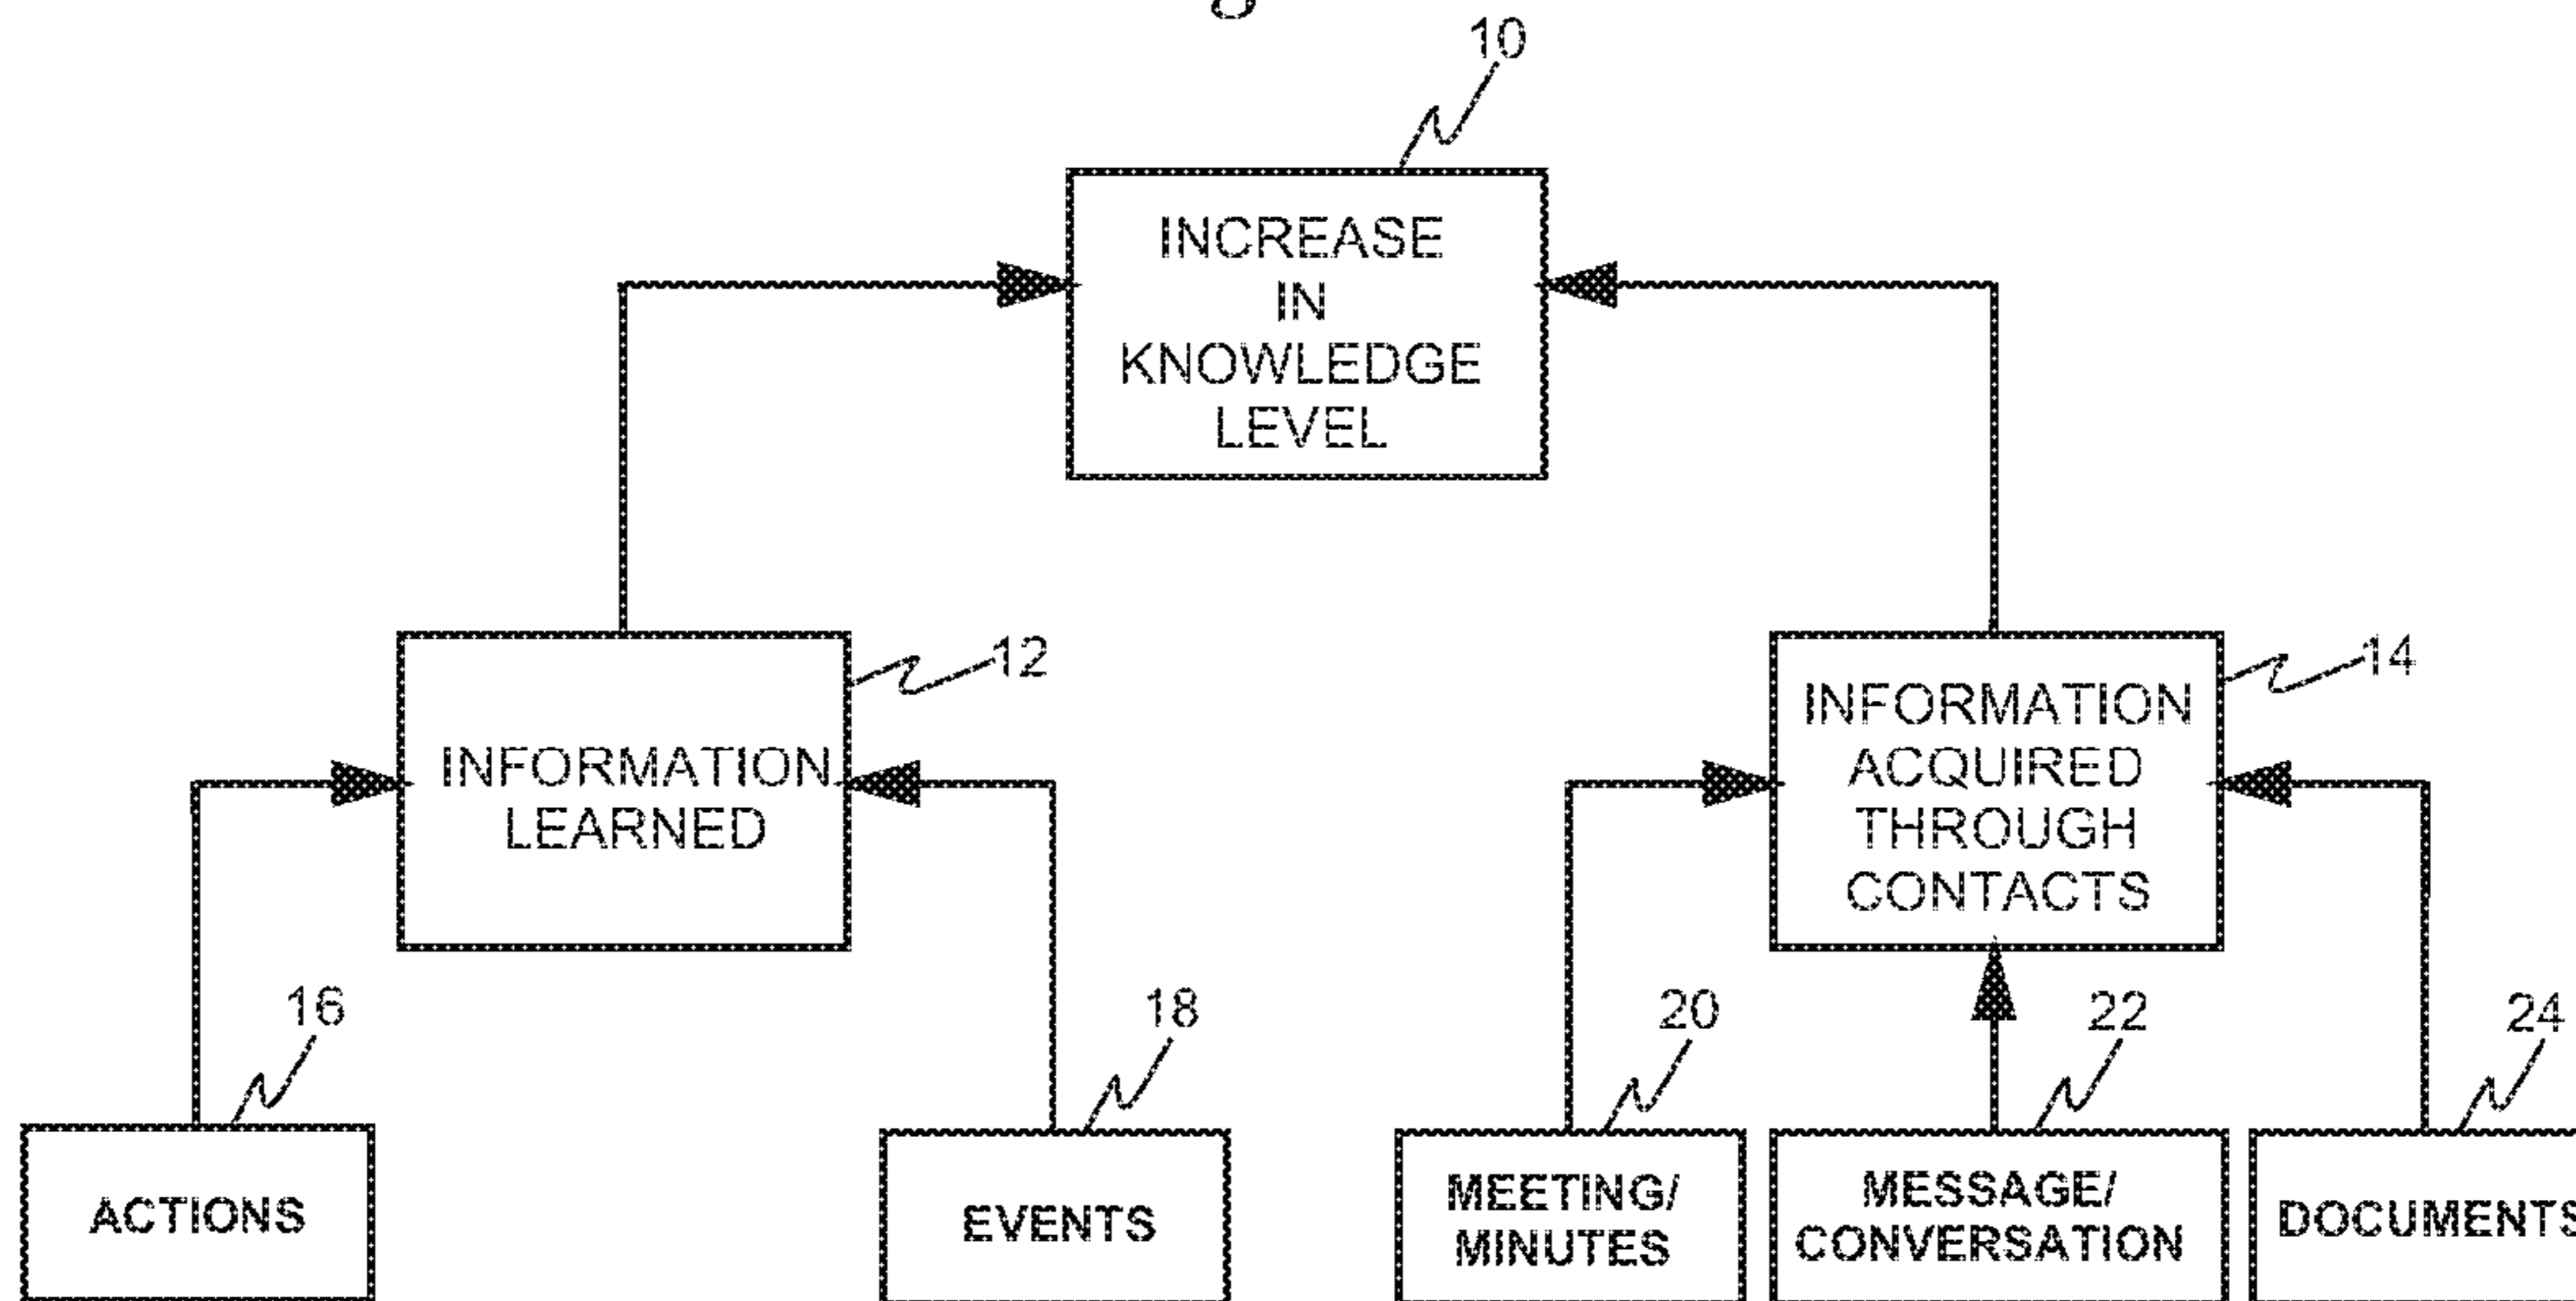 10
INCREASE
IN
KNOWLEDGE
LEVEL
12
14
INFORMATION
LEARNED
INFORMATION
ACQUIRED
THROUGH
CONTACTS
16
18
20
22
24
ACTIONS
EVENTS
MEETING/
MINUTES
MESSAGE/
CONVERSATION
DOCUMENTS